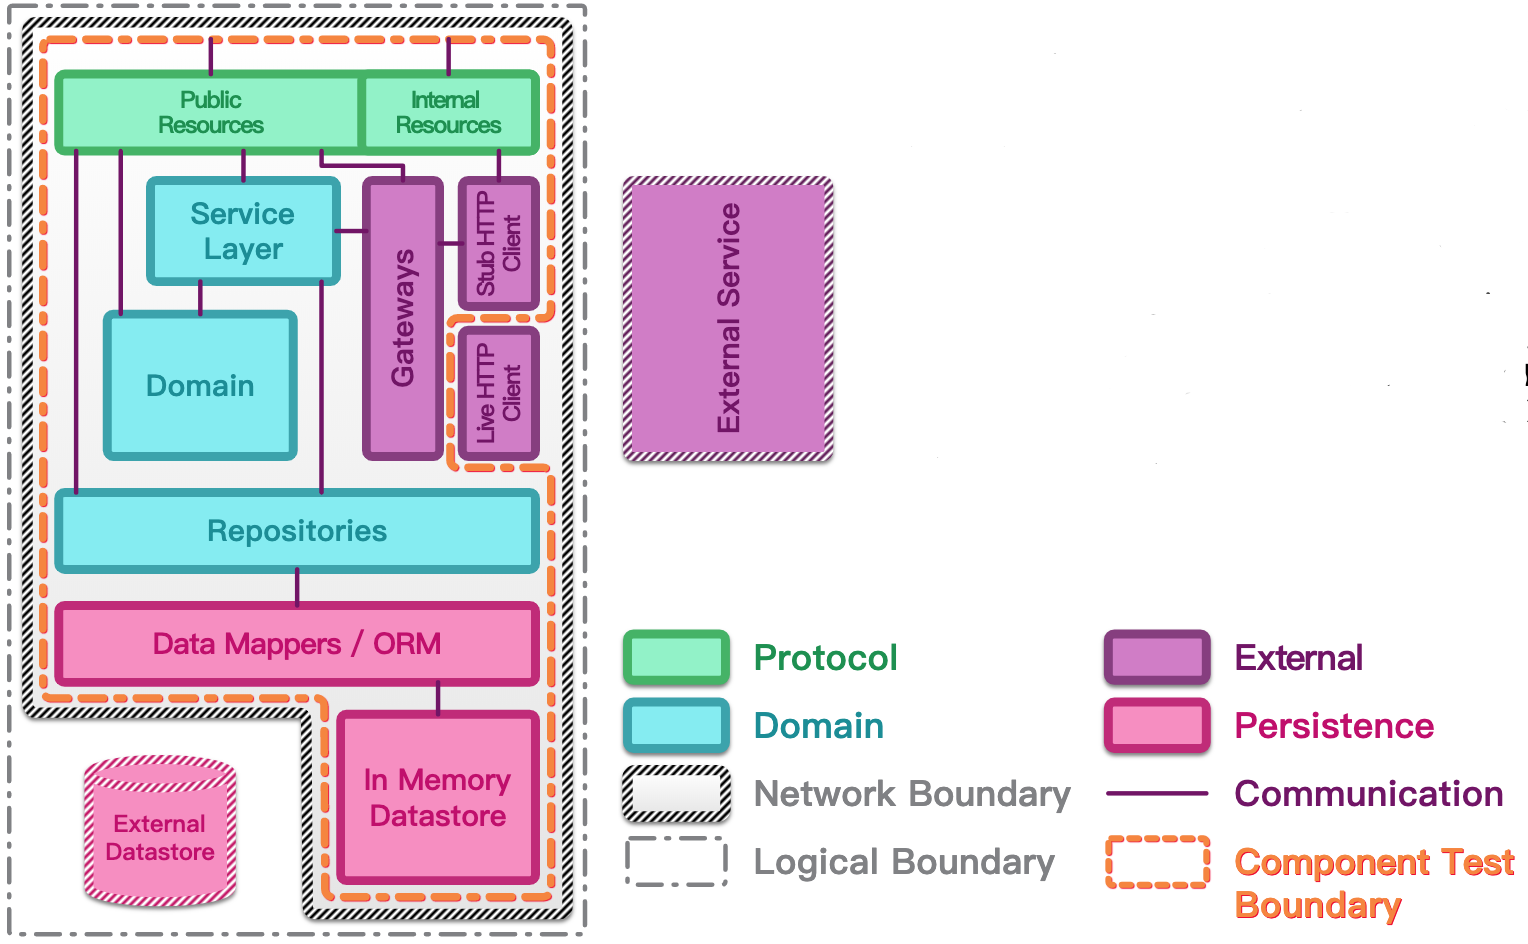 Public
Resources
Internal
Resources
Service
Layer
Gateways
Stub HTTP
Client
External Service
Live HTTP
Client
Domain
Repositories
Data Mappers / ORM
In Memory
Datastore
External
Datastore
Protocol
External
Domain
Persistence
Network Boundary
Communication
Logical Boundary
Component Test
Boundary